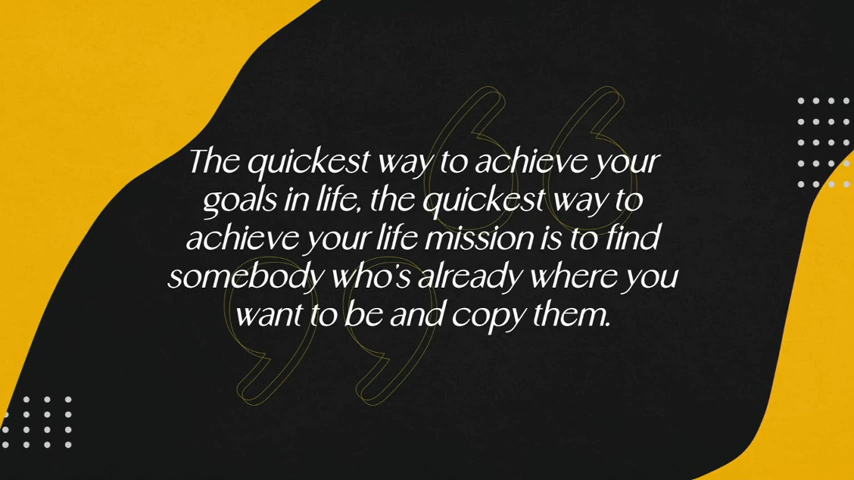 The quickest way to achieve your
goals in life, the quickest way to
achieve your life mission is to find
somebody who's already where you
want to be and copy them.